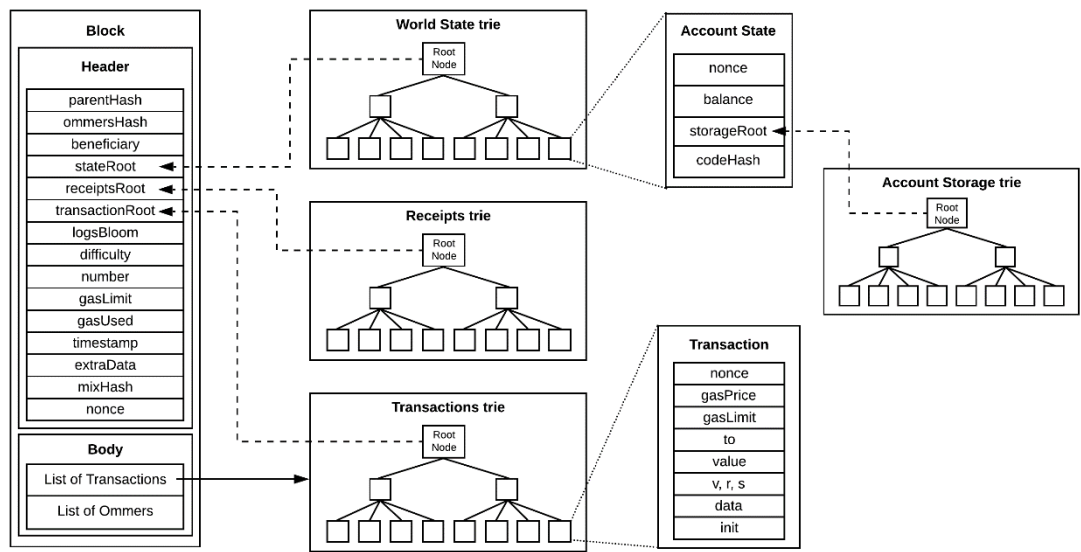 Block
Header
parentHash
ommersHash
beneficiary
stateRoot
receiptsRoot
transactionRoot
logsBloom
difficulty
number
gasLimit
gasUsed
timestamp
extraData
mixHash
nonce
Body
List of Transactions
List of Ommers
World State trie
Root
Node
Receipts trie
Root
Node
Transactions trie
Root
Node
Account State
nonce
balance
storageRoot
codeHash
Account Storage trie
Root
Node
Transaction
nonce
gasPrice
gasLimit
to
value
v, r, s
data
init